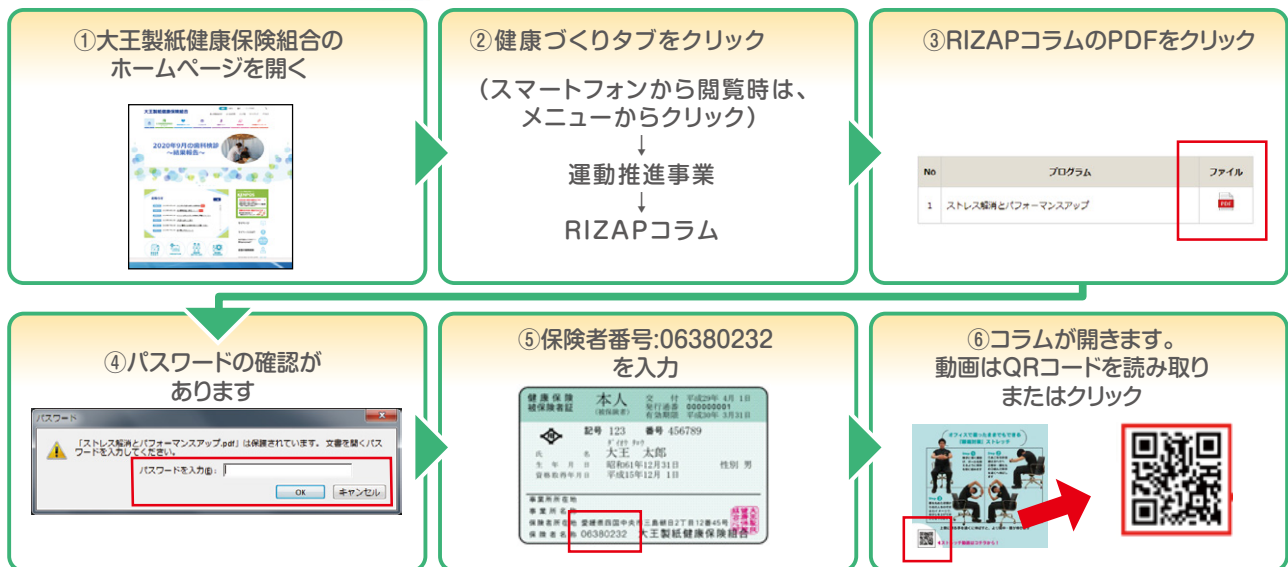 ①大王製紙健康保険組合の
ホームページを開く
大王製紙健康保険組合
2020年9月の歯科検診
～結果報告～
②健康づくりタブをクリック
(スマートフォンから閲覧時は、
メニューからクリック)
↓
運動推進事業
↓
RIZAPコラム
③RIZAPコラムのPDFをクリック
No プログラム ファイル
1 ストレス解消とパフォーマンスアップ PDF
④パスワードの確認が
あります
パスワード
「ストレス解消とパフォーマンスアップ.pdf」は保護されています。文書を開くパス
ワードを入力してください。
パスワードを入力(E):
OK キャンセル
⑤保険者番号:06380232
を入力
健康保険 本人 交付 平成29年 4月 1日
被保険者証 (被保険者) 発行通番 000000001
有効期限 平成30年 3月31日
記号 123 番号 456789
ダイオウ タロウ
氏名 大王 太郎
生年月日 昭和61年12月31日 性別 男
資格取得年月日 平成15年12月 1日
事業所所在地
事業所名称
保険者所在地 愛媛県四国中央市三島紙屋町2丁目12番45号
保険者名称 06380232 大王製紙健康保険組合
⑥コラムが開きます。
動画はQRコードを読み取り
またはクリック
オフィスで座ったままでもできる
ストレッチ